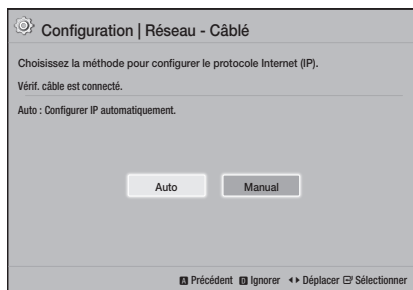 Configuration | Réseau - Câblé
Choisissez la méthode pour configurer le protocole Internet (IP).
Vérif. câble est connecté.
Auto : Configurer IP automatiquement.
Auto Manual
A Précédent D Ignorer Déplacer Sélectionner